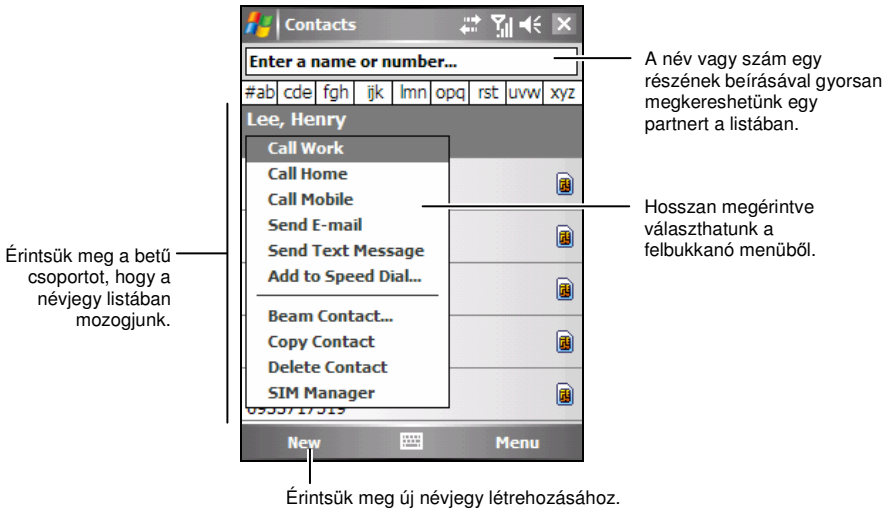 Contacts
Enter a name or number...
#ab cde fgh ijk lmn opq rst uvw xyz
Lee, Henry
Call Work
Call Home
Call Mobile
Send E-mail
Send Text Message
Add to Speed Dial...
Beam Contact...
Copy Contact
Delete Contact
SIM Manager
New Menu
A név vagy szám egy
részének beírásával gyorsan
megkereshetünk egy
partnert a listában.
Hosszan megérintve
választhatunk a
felbukkanó menüből.
Érintsük meg a betű
csoportot, hogy a
névjegy listában
mozogjunk.
Érintsük meg új névjegy létrehozásához.